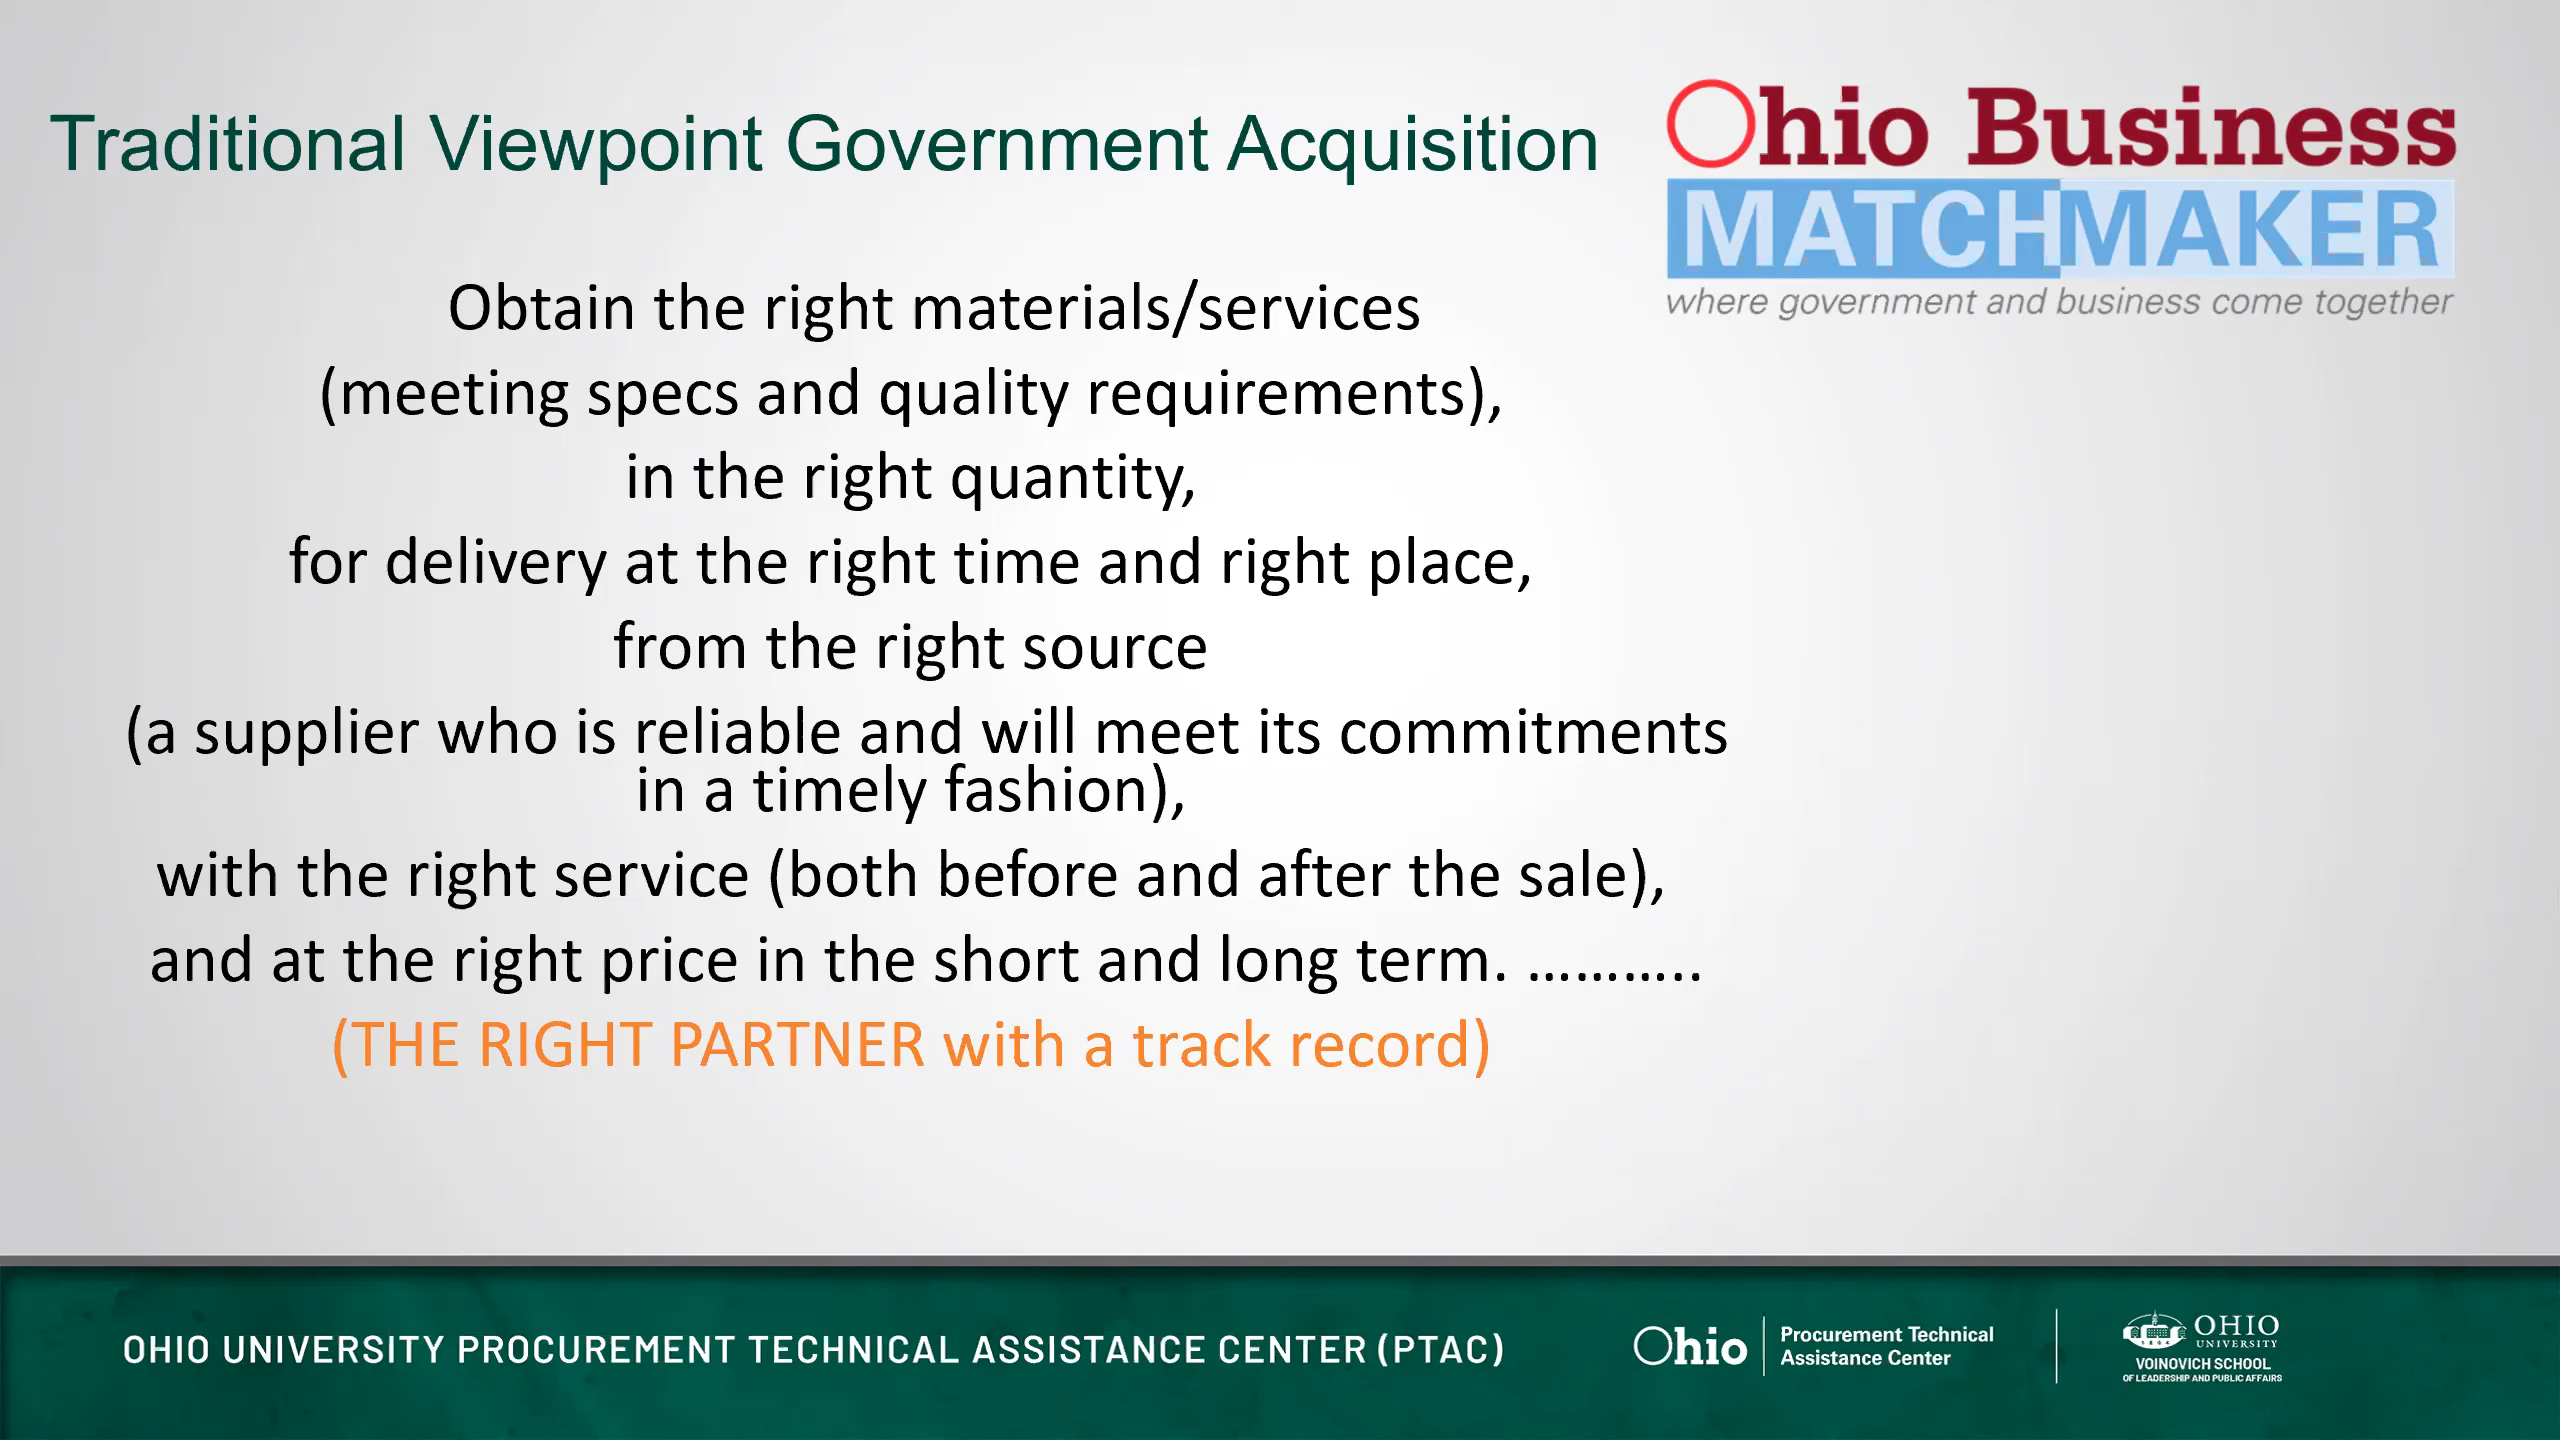 Traditional Viewpoint Government Acquisition
Ohio Business
MATCHMAKER
where government and business come together
Obtain the right materials/services
(meeting specs and quality requirements),
in the right quantity,
for delivery at the right time and right place,
from the right source
(a supplier who is reliable and will meet its commitments
in a timely fashion),
with the right service (both before and after the sale),
and at the right price in the short and long term. ………..
(THE RIGHT PARTNER with a track record)
OHIO UNIVERSITY PROCUREMENT TECHNICAL ASSISTANCE CENTER (PTAC)
Ohio
Procurement Technical
Assistance Center
OHIO
UNIVERSITY
VOINOVICH SCHOOL
OF LEADERSHIP AND PUBLIC AFFAIRS